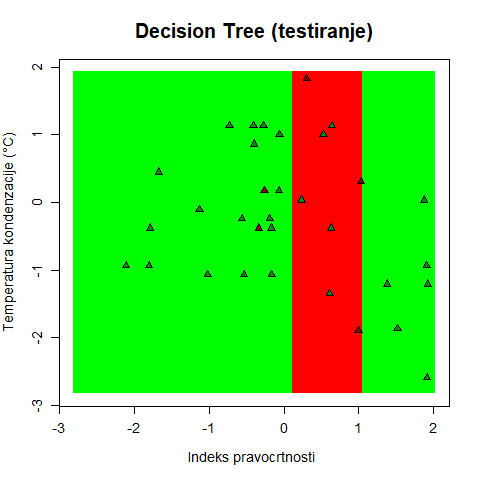 Decision Tree (testiranje)
2
1
0
-1
-2
-3
Temperatura kondenzacije (°C)
-3 -2 -1 0 1 2
Indeks pravocrtnosti